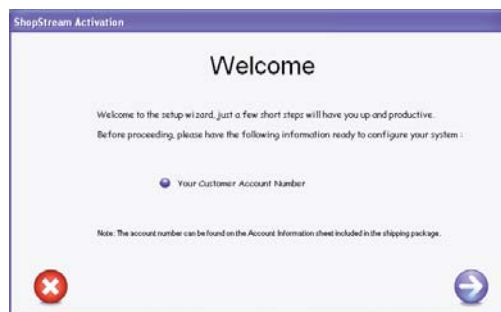 ShopStream Activation
Welcome
Welcome to the setup wizard, just a few short steps will have you up and productive.
Before proceeding, please have the following information ready to configure your system :
Your Customer Account Number
Note: The account number can be found on the Account Information sheet included in the shipping package.